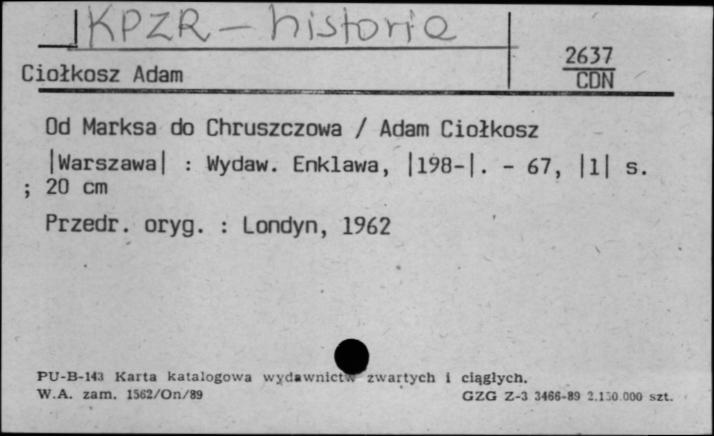 KPZR - historia
2637
CDN
Ciołkosz Adam
Od Marksa do Chruszczowa / Adam Ciołkosz
|Warszawa| : Wydaw. Enklawa, |198-|. - 67, |1| s.
; 20 cm
Przedr. oryg. : Londyn, 1962
PU-B-143 Karta katalogowa wydawnictw zwartych i ciągłych.
W.A. zam. 1562/On/89
GZG Z-3 3466-89 2.130.000 szt.